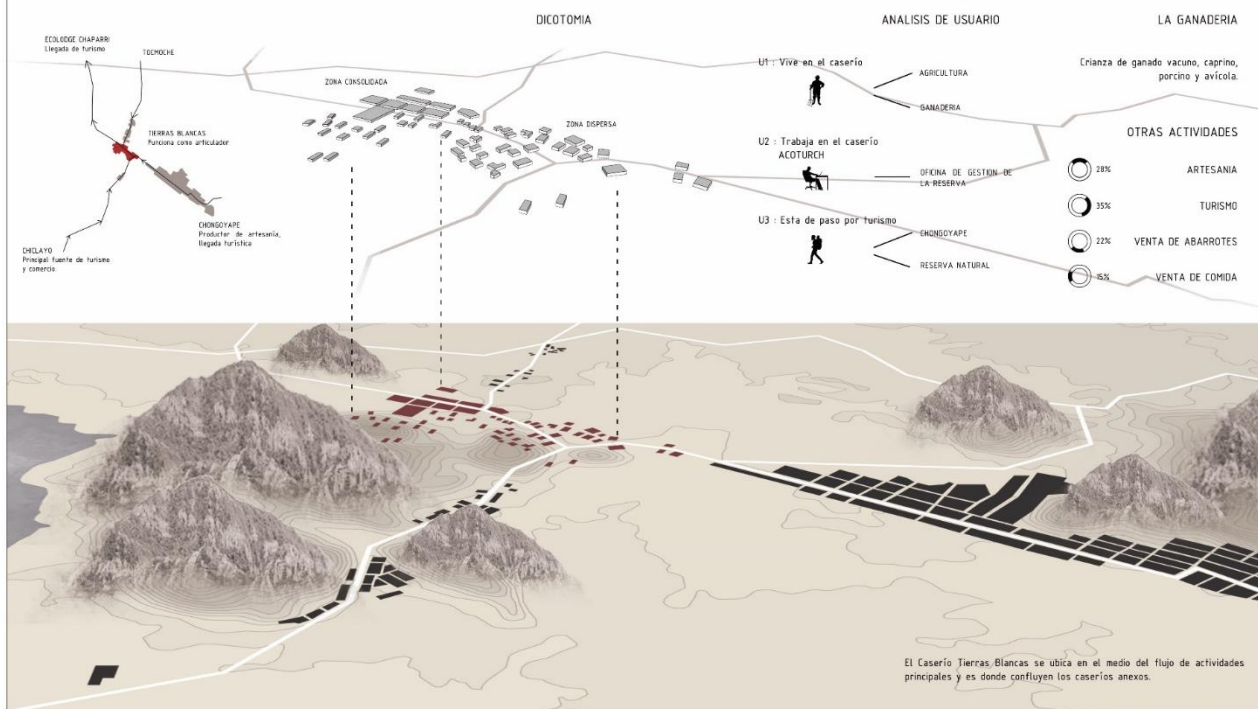 DICOTOMIA
ANALISIS DE USUARIO
LA GANADERIA
ECOLODGE CHAPARRI
Llegada de turismo
TOCMOCHE
TIERRAS BLANCAS
Funciona como articulador
CHONGOYAPE
Productor de artesanía,
llegada turística
CHICLAYO
Principal fuente de turismo
y comercio
ZONA CONSOLIDADA
ZONA DISPERSA
U1 : Vive en el caserío
AGRICULTURA
GANADERIA
U2 : Trabaja en el caserío
ACOTURCH
OFICINA DE GESTION DE
LA RESERVA
U3 : Esta de paso por turismo
CHONGOYAPE
RESERVA NATURAL
Crianza de ganado vacuno, caprino,
porcino y avícola.
OTRAS ACTIVIDADES
28% ARTESANIA
35% TURISMO
22% VENTA DE ABARROTES
15% VENTA DE COMIDA
El Caserío Tierras Blancas se ubica en el medio del flujo de actividades
principales y es donde confluyen los caseríos anexos.